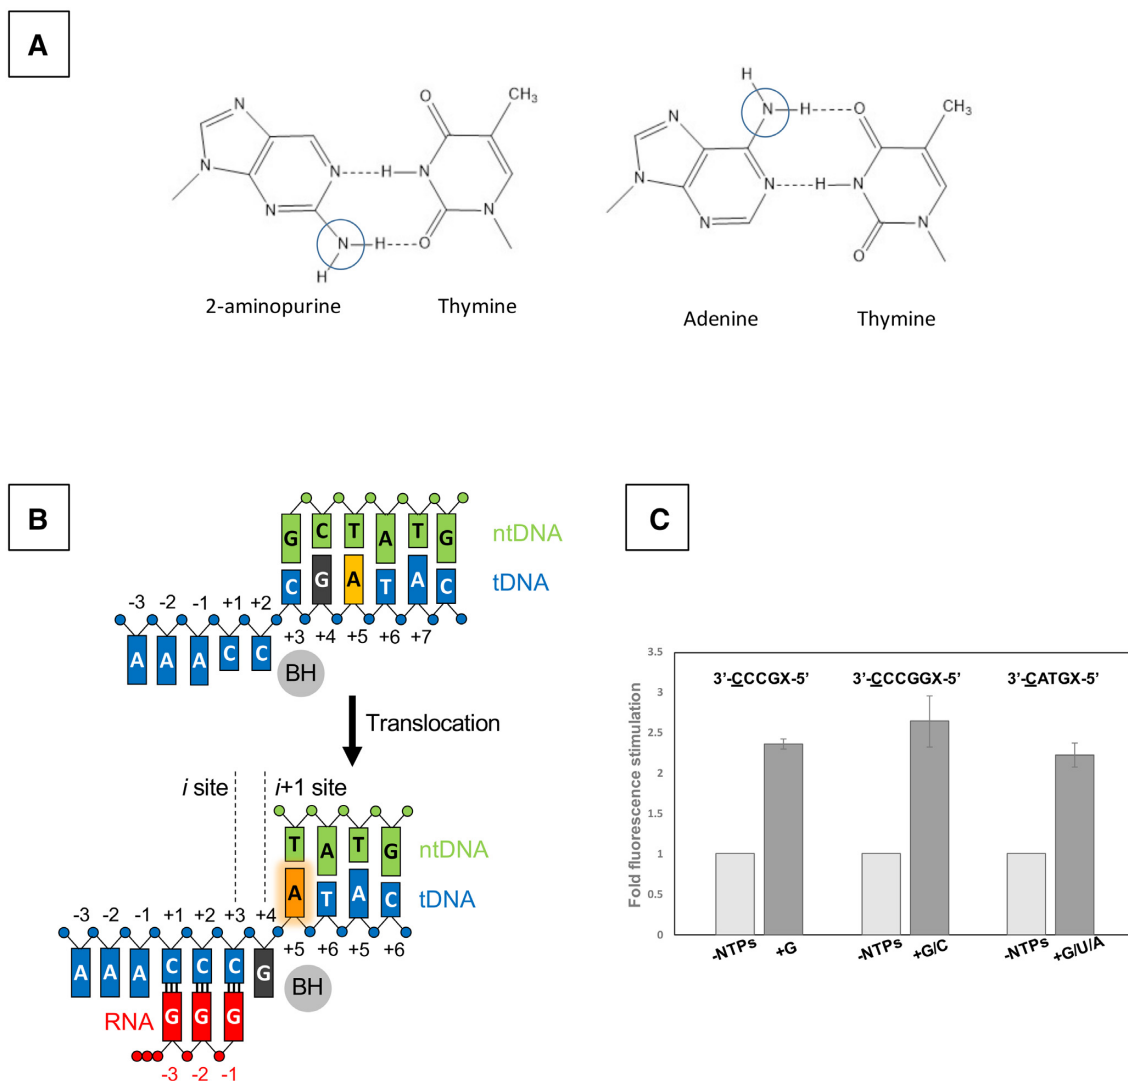 A
N
N
N
N
N
H
H
H
N
N
O
O
CH3
2-aminopurine
Thymine
H
N
H
N
N
N
N
N
H
N
N
O
O
CH3
Adenine
Thymine
B
G C T A T G
ntDNA
C G A T A C
tDNA
-3 -2 -1 +1 +2
+3 +4 +5 +6 +7
A A A C C
BH
Translocation
i site
i+1 site
T A T G
ntDNA
A T A C
tDNA
-3 -2 -1 +1 +2 +3 +4
+5 +6 +5 +6
A A A C C C G
BH
RNA
G G G
-3 -2 -1
C
Fold fluorescence stimulation
3.5
3
2.5
2
1.5
1
0.5
0
3'-CCCGX-5'
3'-CCCGGX-5'
3'-CATGX-5'
-NTPs
+G
-NTPs
+G/C
-NTPs
+G/U/A